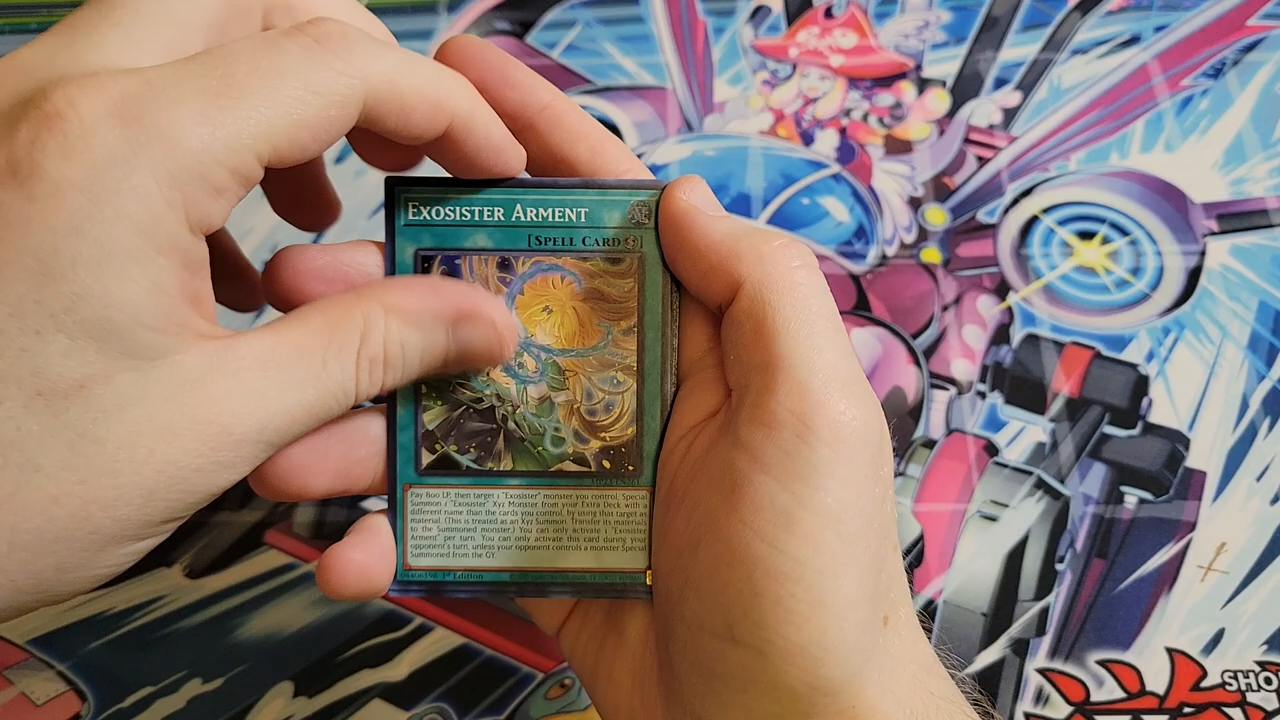 EXOSISTER ARMENT
[SPELL CARD]
MP23-EN261
Pay 800 LP, then target 1 "Exosister" monster you control; Special
Summon 1 "Exosister" Xyz Monster from your Extra Deck with a
different name than the cards you control, by using that target as
material. (This is treated as an Xyz Summon. Transfer its materials
to the Summoned monster.) You can only activate 1 "Exosister
Arment" per turn. You can only activate this card during your
opponent's turn, unless your opponent controls a monster Special
Summoned from the GY.
1st Edition
SHO